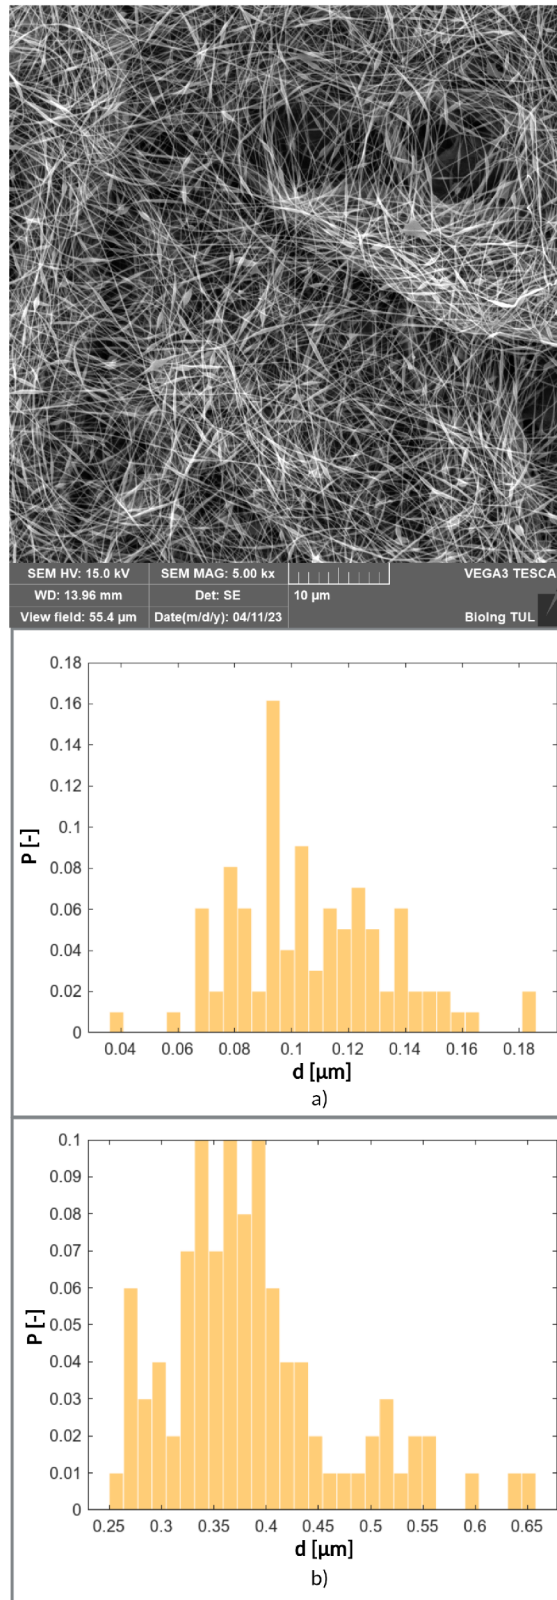 SEM HV: 15.0 kV SEM MAG: 5.00 kx VEGA3 TESCA
WD: 13.96 mm Det: SE 10 µm
View field: 55.4 µm Date(m/d/y): 04/11/23 BioIng TUL
0.18
0.16
0.14
0.12
0.1
0.08
0.06
0.04
0.02
0
P [-]
0.04 0.06 0.08 0.1 0.12 0.14 0.16 0.18
d [µm]
a)
0.1
0.09
0.08
0.07
0.06
0.05
0.04
0.03
0.02
0.01
0
P [-]
0.25 0.3 0.35 0.4 0.45 0.5 0.55 0.6 0.65
d [µm]
b)